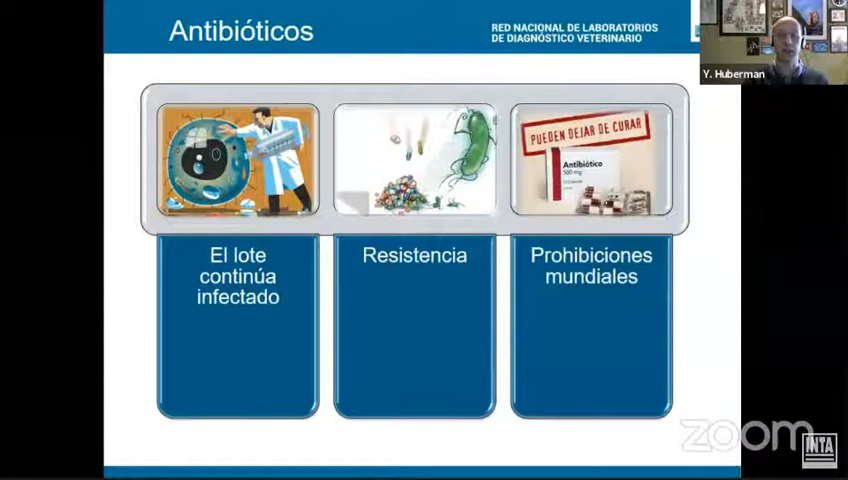 Antibióticos
RED NACIONAL DE LABORATORIOS
DE DIAGNÓSTICO VETERINARIO
Y. Huberman
PUEDEN DEJAR DE CURAR
Antibiótico
500 mg
El lote
continúa
infectado
Resistencia
Prohibiciones
mundiales
zoom
INTA